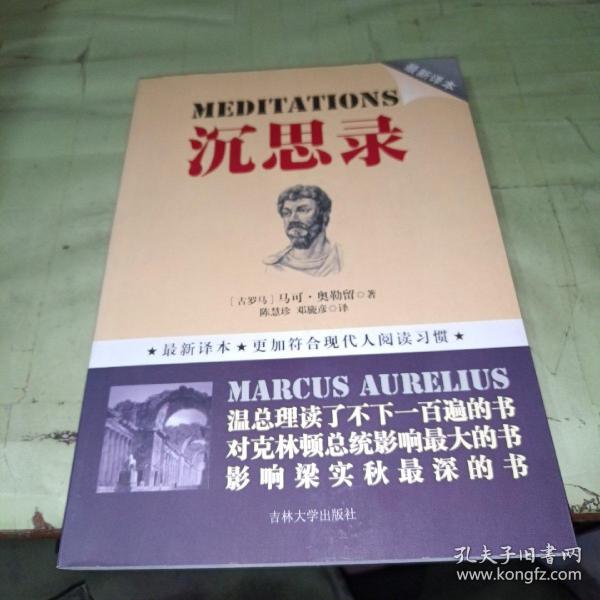 最新译本
MEDITATIONS
沉思录
[古罗马] 马可·奥勒留○著
陈慧珍 邓旎彦○译
★最新译本★更加符合现代人阅读习惯★
MARCUS AURELIUS
温总理读了不下一百遍的书
对克林顿总统影响最大的书
影响梁实秋最深的书
吉林大学出版社
孔夫子旧书网
www.kongfz.com